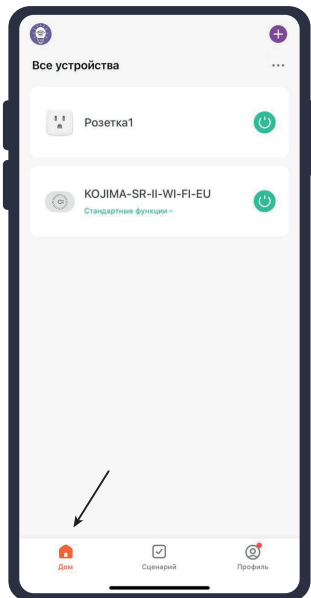 Все устройства
Розетка1
KOJIMA-SR-II-WI-FI-EU
Стандартные функции
Дом
Сценарий
Профиль